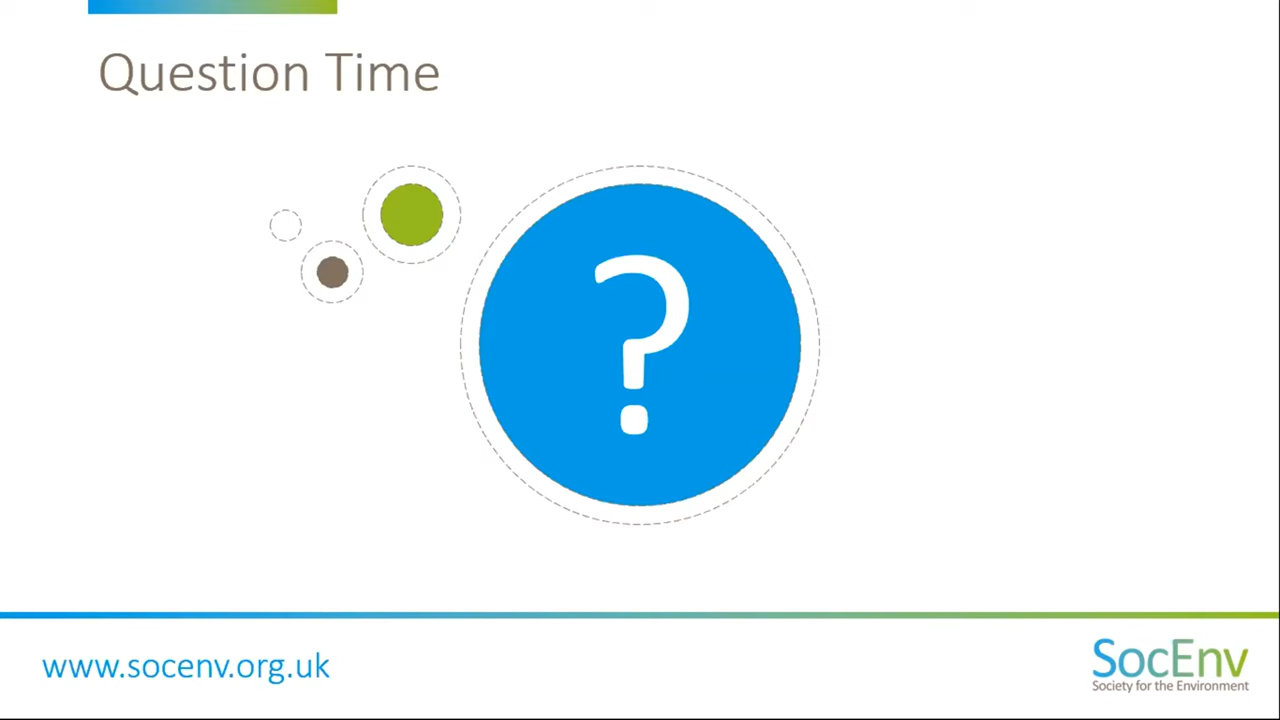 Question Time
?
www.socenv.org.uk
SocEnv
Society for the Environment